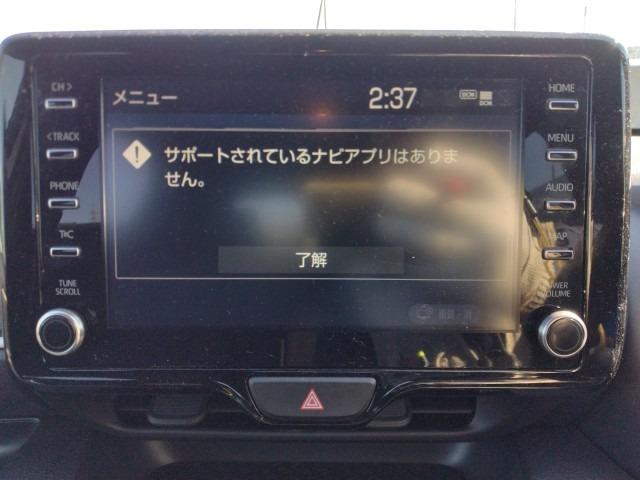 CH>
メニュー
2:37
DCM
HOME
<TRACK
サポートされているナビアプリはありま
せん。
MENU
PHONE
AUDIO
T>C
了解
MAP
TUNE
SCROLL
POWER
VOLUME